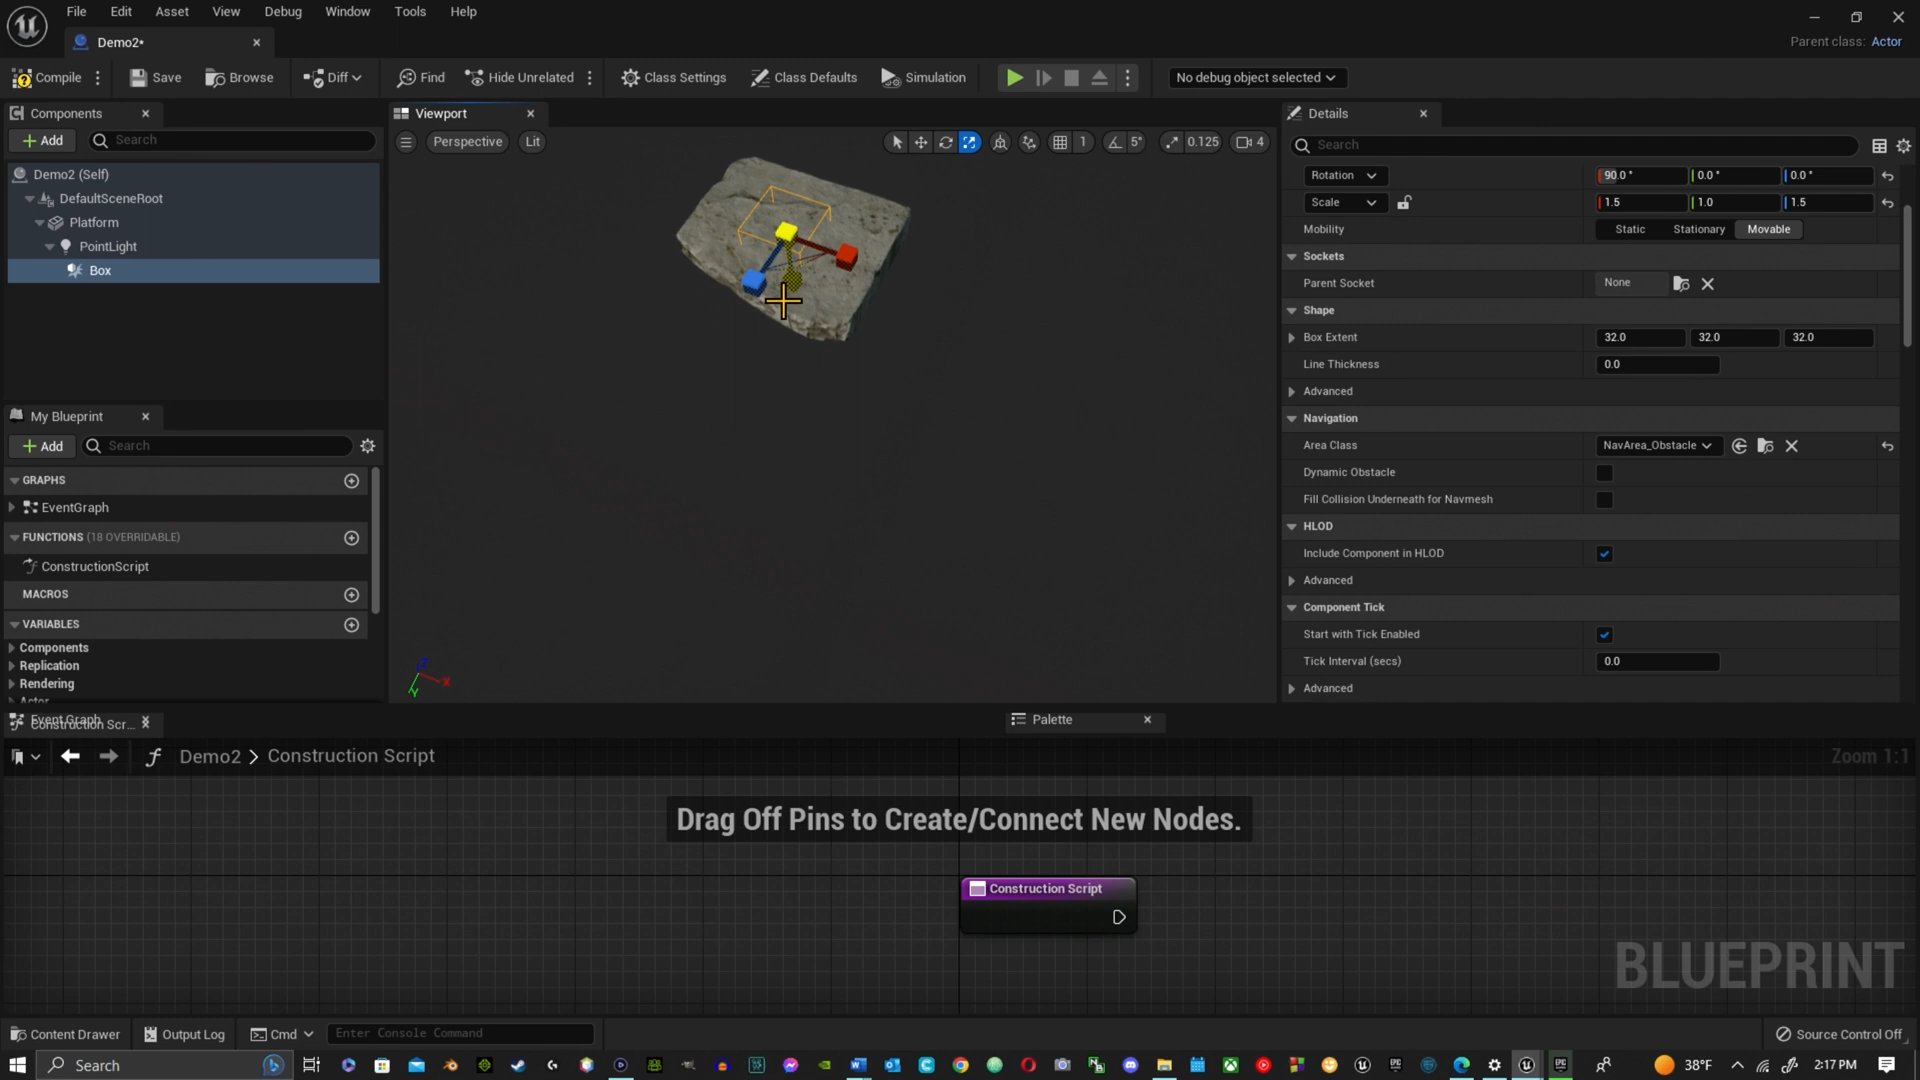 File Edit Asset View Debug Window Tools Help
Demo2*
Parent class: Actor
Compile Save Browse Diff Find Hide Unrelated Class Settings Class Defaults Simulation No debug object selected
Components
Add Search
Demo2 (Self)
DefaultSceneRoot
Platform
PointLight
Box
My Blueprint
Add Search
GRAPHS
EventGraph
FUNCTIONS (18 OVERRIDABLE)
ConstructionScript
MACROS
VARIABLES
Components
Replication
Rendering
Actor
Viewport
Perspective Lit
1 5° 0.125 4
Z
X
Y
Details
Search
Rotation 90.0 ° 0.0 ° 0.0 °
Scale 1.5 1.0 1.5
Mobility Static Stationary Movable
Sockets
Parent Socket None
Shape
Box Extent 32.0 32.0 32.0
Line Thickness 0.0
Advanced
Navigation
Area Class NavArea_Obstacle
Dynamic Obstacle
Fill Collision Underneath for Navmesh
HLOD
Include Component in HLOD
Advanced
Component Tick
Start with Tick Enabled
Tick Interval (secs) 0.0
Advanced
Event Graph
Construction Scr...
Palette
Demo2 > Construction Script
Zoom 1:1
Drag Off Pins to Create/Connect New Nodes.
Construction Script
BLUEPRINT
Content Drawer Output Log Cmd Enter Console Command
Source Control Off
Search
38°F 2:17 PM